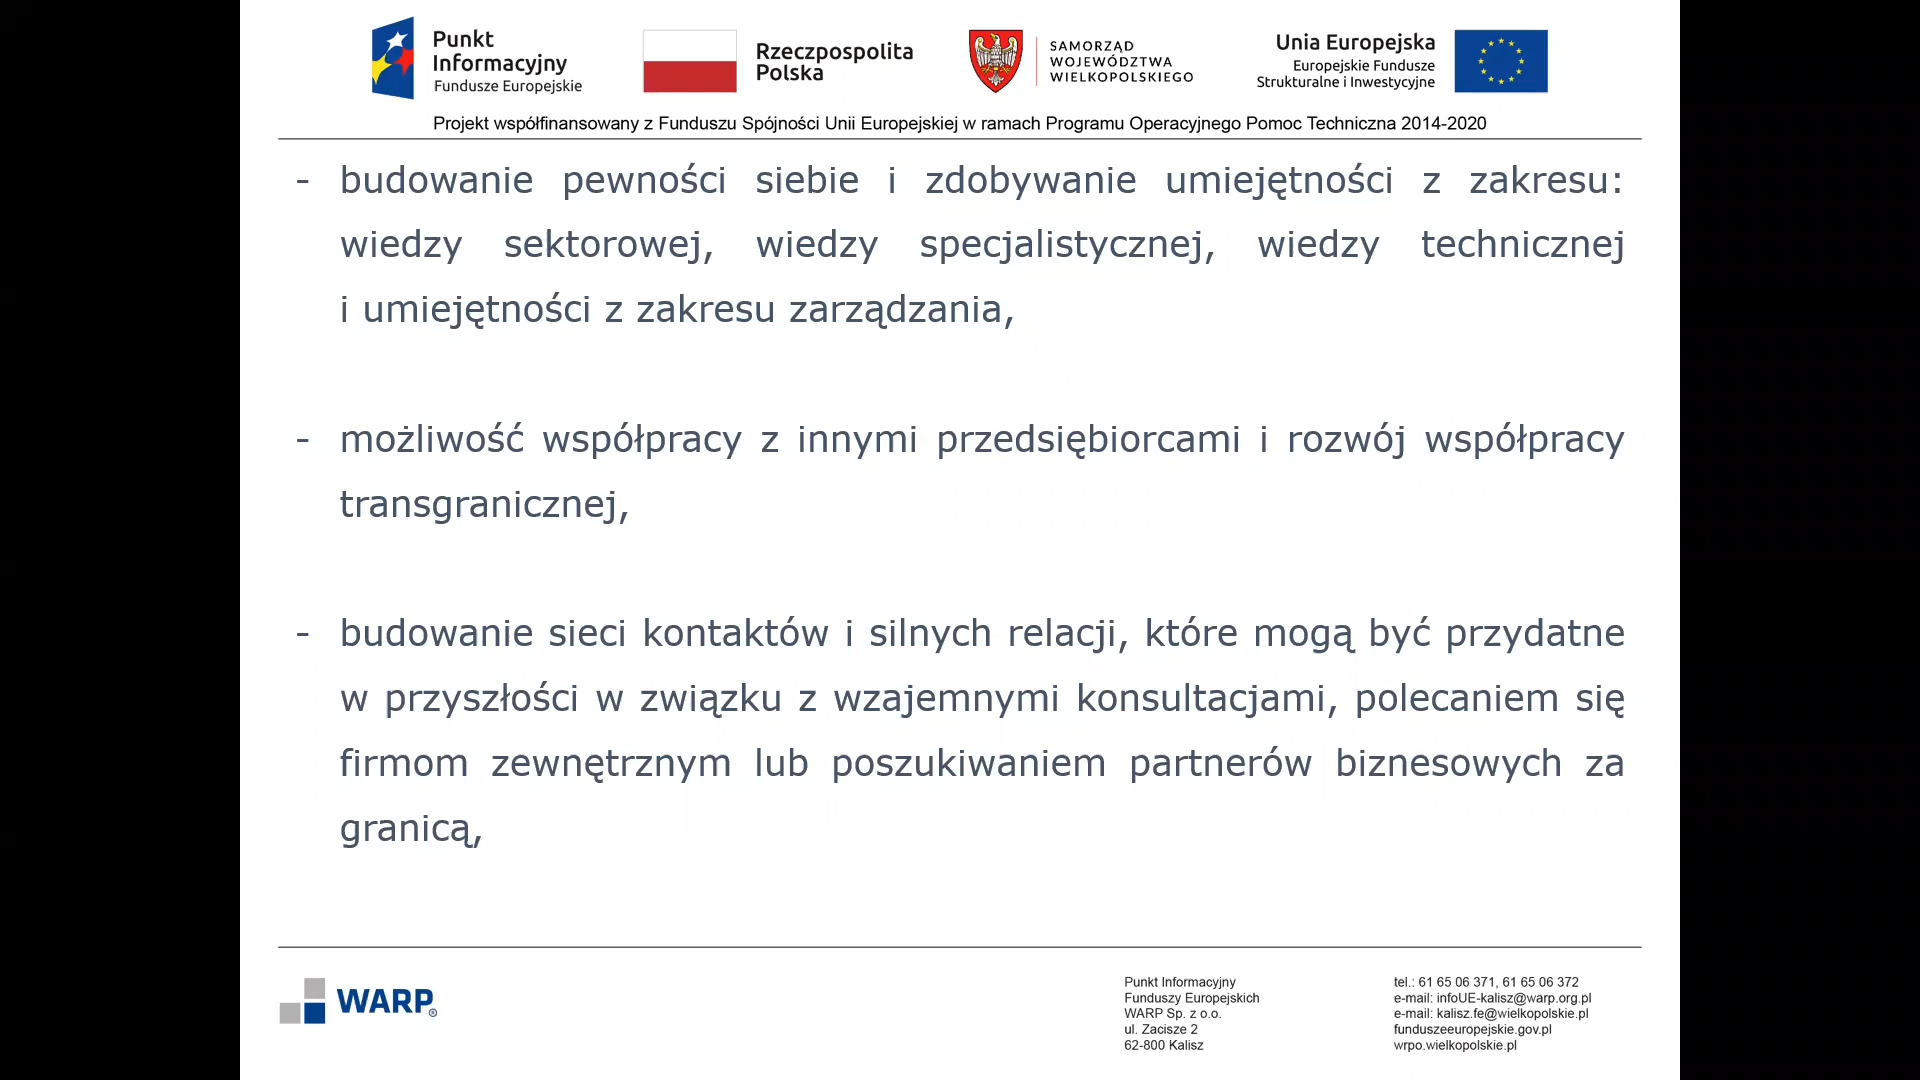 Punkt
Informacyjny
Fundusze Europejskie
Rzeczpospolita
Polska
SAMORZĄD
WOJEWÓDZTWA
WIELKOPOLSKIEGO
Unia Europejska
Europejskie Fundusze
Strukturalne i Inwestycyjne
Projekt współfinansowany z Funduszu Spójności Unii Europejskiej w ramach Programu Operacyjnego Pomoc Techniczna 2014-2020
- budowanie pewności siebie i zdobywanie umiejętności z zakresu:
wiedzy sektorowej, wiedzy specjalistycznej, wiedzy technicznej
i umiejętności z zakresu zarządzania,
- możliwość współpracy z innymi przedsiębiorcami i rozwój współpracy
transgranicznej,
- budowanie sieci kontaktów i silnych relacji, które mogą być przydatne
w przyszłości w związku z wzajemnymi konsultacjami, polecaniem się
firmom zewnętrznym lub poszukiwaniem partnerów biznesowych za
granicą,
WARP®
Punkt Informacyjny
Funduszy Europejskich
WARP Sp. z o.o.
ul. Zacisze 2
62-800 Kalisz
tel.: 61 65 06 371, 61 65 06 372
e-mail: infoUE-kalisz@warp.org.pl
e-mail: kalisz.fe@wielkopolskie.pl
funduszeeuropejskie.gov.pl
wrpo.wielkopolskie.pl